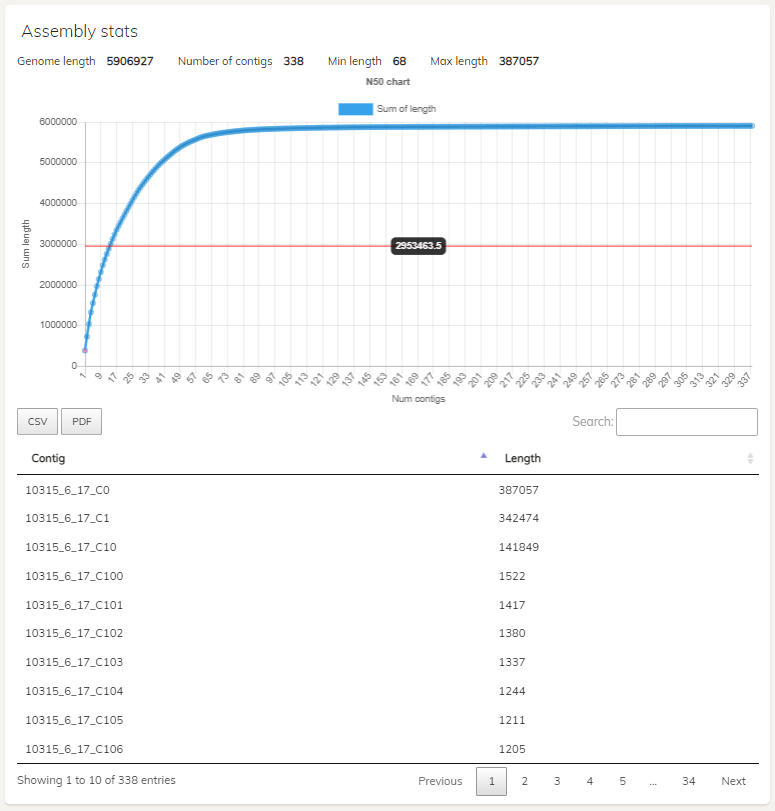 Assembly stats
Genome length 5906927 Number of contigs 338 Min length 68 Max length 387057
N50 chart
Sum of length
6000000
5000000
4000000
3000000
2000000
1000000
0
Sum length
2953463.5
1 9 17 25 33 41 49 57 65 73 81 89 97 105 113 121 129 137 145 153 161 169 177 185 193 201 209 217 225 233 241 249 257 265 273 281 289 297 305 313 321 329 337
Num contigs
CSV PDF Search:
Contig Length
10315_6_17_C0 387057
10315_6_17_C1 342474
10315_6_17_C10 141849
10315_6_17_C100 1522
10315_6_17_C101 1417
10315_6_17_C102 1380
10315_6_17_C103 1337
10315_6_17_C104 1244
10315_6_17_C105 1211
10315_6_17_C106 1205
Showing 1 to 10 of 338 entries Previous 1 2 3 4 5 ... 34 Next